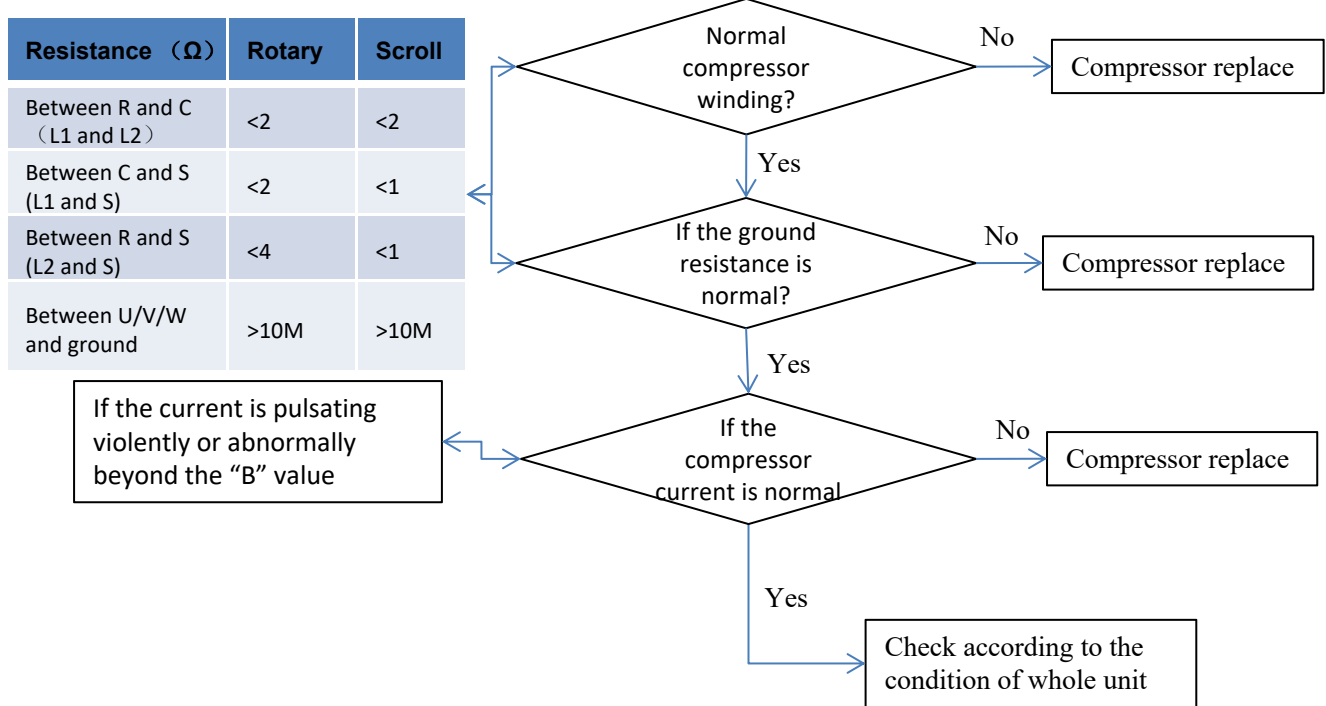 Resistance （Ω） Rotary Scroll
Between R and C
（L1 and L2） <2 <2
Between C and S
(L1 and S) <2 <1
Between R and S
(L2 and S) <4 <1
Between U/V/W
and ground >10M >10M
Normal
compressor
winding?
No
Compressor replace
Yes
If the ground
resistance is
normal?
No
Compressor replace
Yes
If the current is pulsating
violently or abnormally
beyond the “B” value
If the
compressor
current is normal
No
Compressor replace
Yes
Check according to the
condition of whole unit